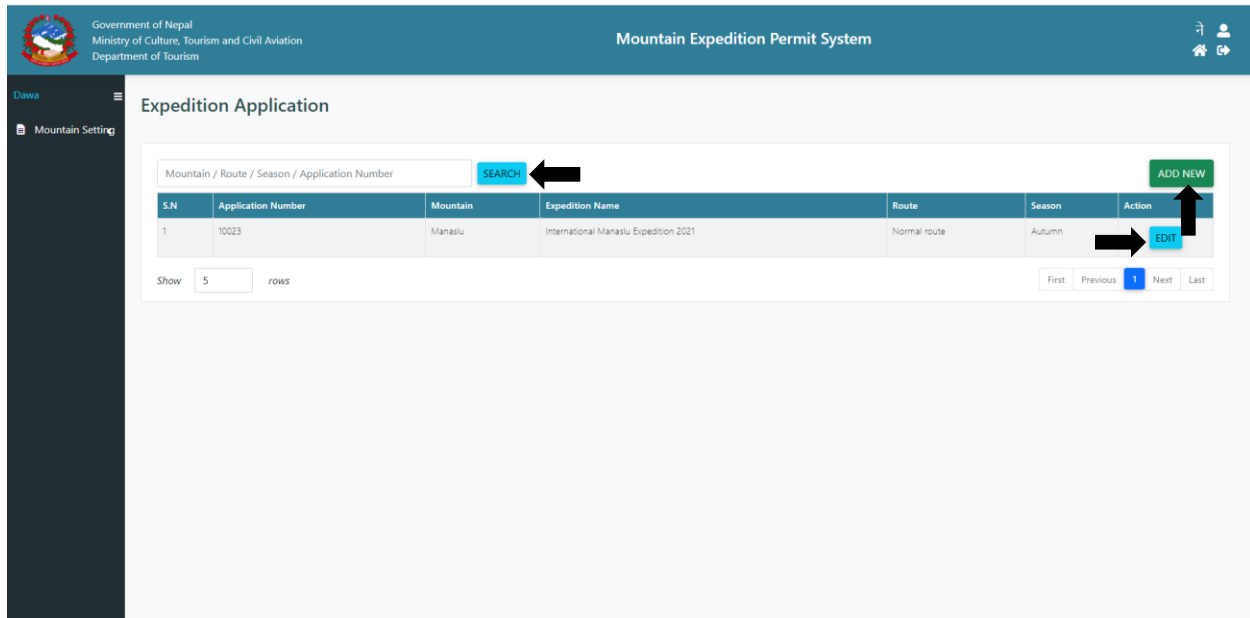 Government of Nepal
Ministry of Culture, Tourism and Civil Aviation
Department of Tourism
Mountain Expedition Permit System
ने
Dawa
Mountain Setting
Expedition Application
Mountain / Route / Season / Application Number SEARCH ADD NEW
S.N Application Number Mountain Expedition Name Route Season Action
1 10023 Manaslu International Manaslu Expedition 2021 Normal route Autumn EDIT
Show 5 rows First Previous 1 Next Last